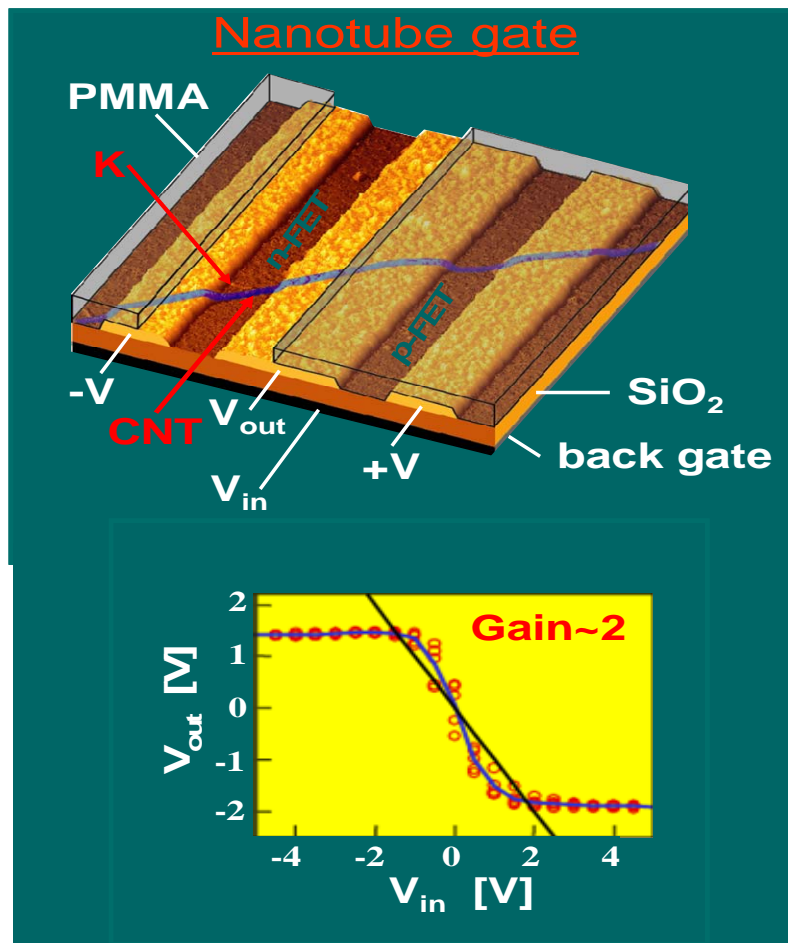 Nanotube gate
PMMA
K
n-FET
p-FET
-V
CNT
Vout
Vin
+V
SiO2
back gate
Gain~2
Vout [V]
2
1
0
-1
-2
-4
-2
0
2
4
Vin [V]